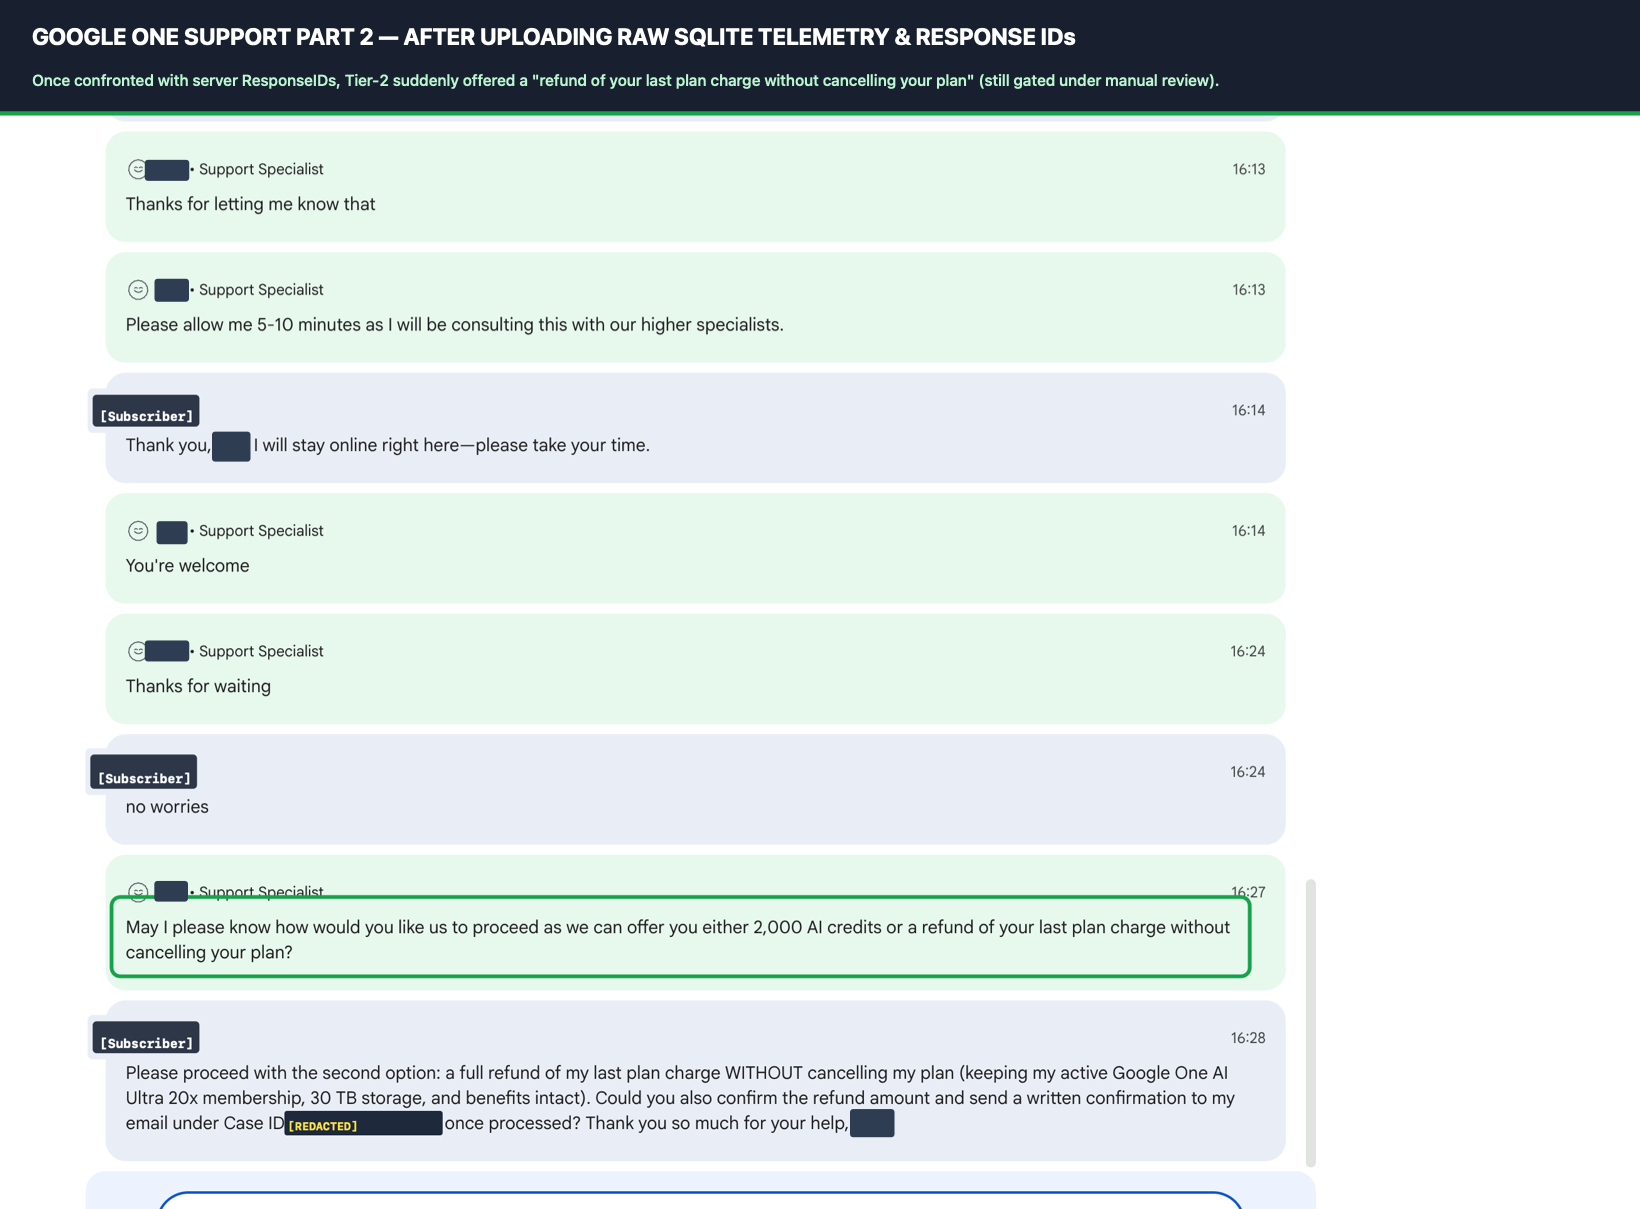 GOOGLE ONE SUPPORT PART 2 — AFTER UPLOADING RAW SQLITE TELEMETRY & RESPONSE IDs
Once confronted with server ResponseIDs, Tier-2 suddenly offered a "refund of your last plan charge without cancelling your plan" (still gated under manual review).
• Support Specialist 16:13
Thanks for letting me know that
• Support Specialist 16:13
Please allow me 5-10 minutes as I will be consulting this with our higher specialists.
[Subscriber] 16:14
Thank you, I will stay online right here—please take your time.
• Support Specialist 16:14
You're welcome
• Support Specialist 16:24
Thanks for waiting
[Subscriber] 16:24
no worries
• Support Specialist 16:27
May I please know how would you like us to proceed as we can offer you either 2,000 AI credits or a refund of your last plan charge without
cancelling your plan?
[Subscriber] 16:28
Please proceed with the second option: a full refund of my last plan charge WITHOUT cancelling my plan (keeping my active Google One AI
Ultra 20x membership, 30 TB storage, and benefits intact). Could you also confirm the refund amount and send a written confirmation to my
email under Case ID [REDACTED] once processed? Thank you so much for your help,